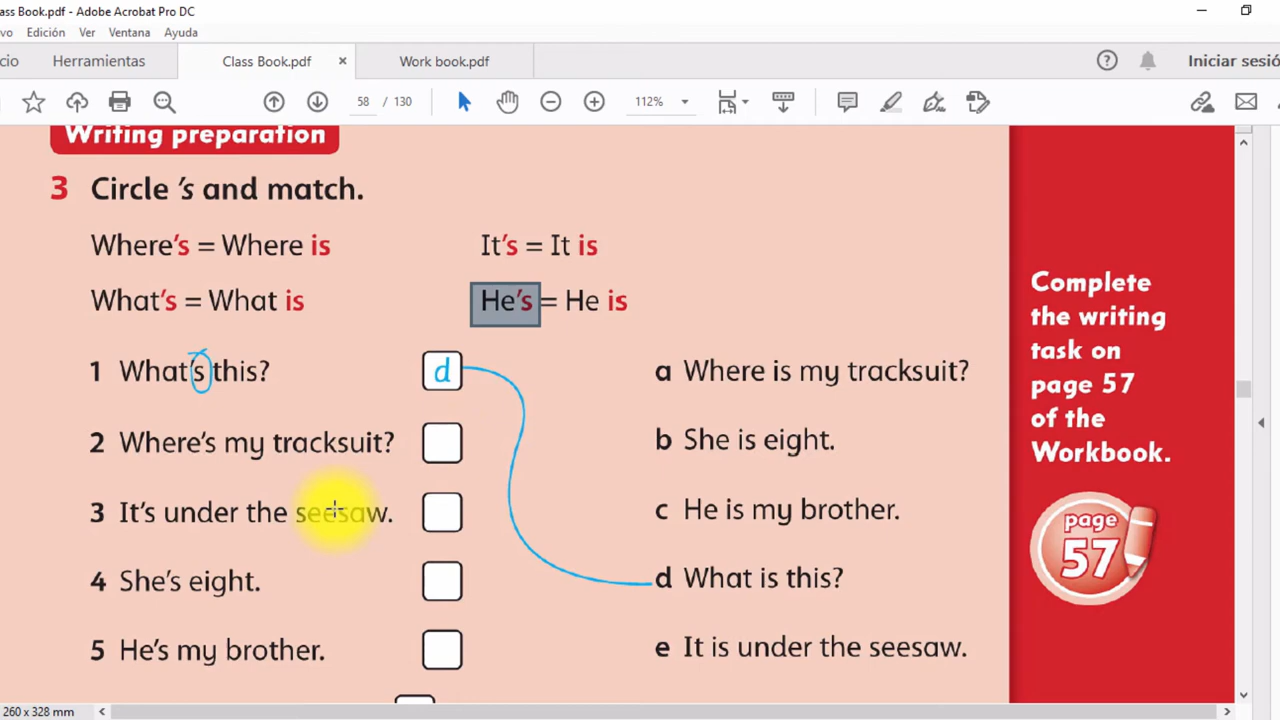 lass Book.pdf - Adobe Acrobat Pro DC
vo Edición Ver Ventana Ayuda
cio Herramientas Class Book.pdf × Work book.pdf Iniciar sesió
58 / 130 112%
Writing preparation
3 Circle 's and match.
Where's = Where is It's = It is
What's = What is He's = He is
1 What's this? d a Where is my tracksuit?
2 Where's my tracksuit? b She is eight.
3 It's under the seesaw. c He is my brother.
4 She's eight. d What is this?
5 He's my brother. e It is under the seesaw.
Complete
the writing
task on
page 57
of the
Workbook.
page
57
260 x 328 mm